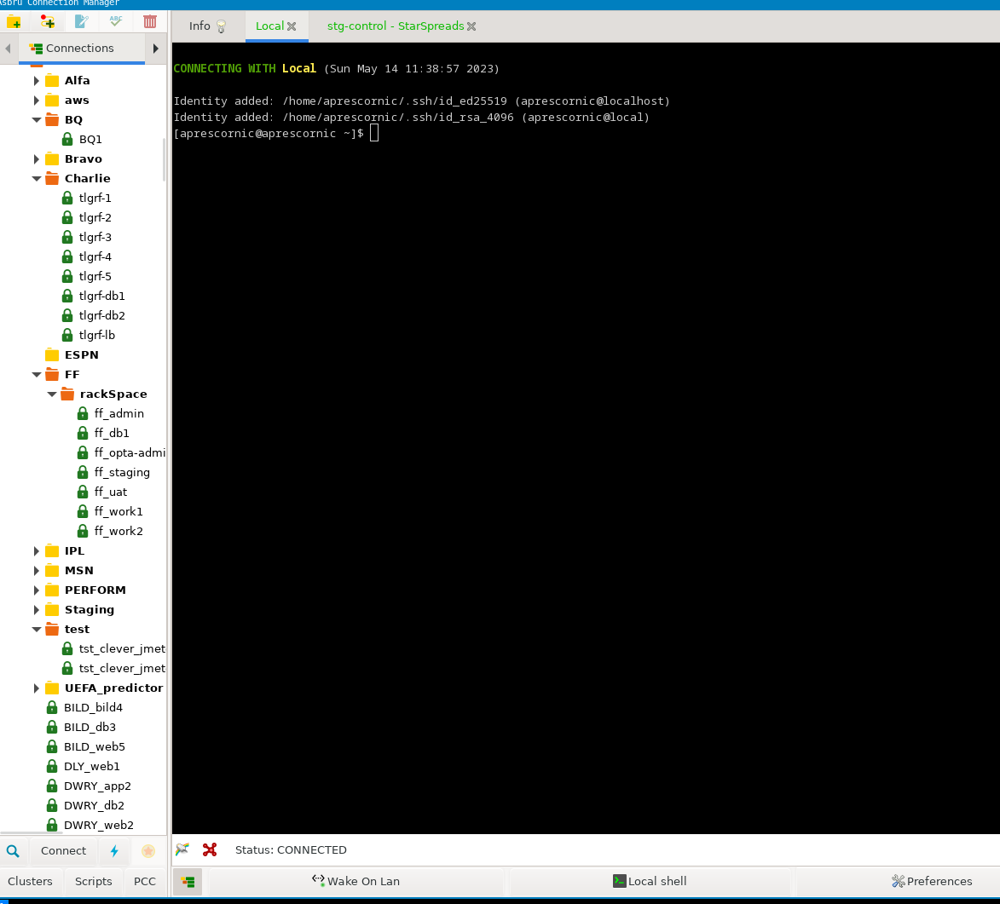 Asbru Connection Manager
ABC
Info
Local
stg-control - StarSpreads
Connections
Alfa
aws
BQ
BQ1
Bravo
Charlie
tlgrf-1
tlgrf-2
tlgrf-3
tlgrf-4
tlgrf-5
tlgrf-db1
tlgrf-db2
tlgrf-lb
ESPN
FF
rackSpace
ff_admin
ff_db1
ff_opta-admi
ff_staging
ff_uat
ff_work1
ff_work2
IPL
MSN
PERFORM
Staging
test
tst_clever_jmet
tst_clever_jmet
UEFA_predictor
BILD_bild4
BILD_db3
BILD_web5
DLY_web1
DWRY_app2
DWRY_db2
DWRY_web2
CONNECTING WITH Local (Sun May 14 11:38:57 2023)
Identity added: /home/aprescornic/.ssh/id_ed25519 (aprescornic@localhost)
Identity added: /home/aprescornic/.ssh/id_rsa_4096 (aprescornic@local)
[aprescornic@aprescornic ~]$
Connect
Status: CONNECTED
Clusters
Scripts
PCC
Wake On Lan
Local shell
Preferences